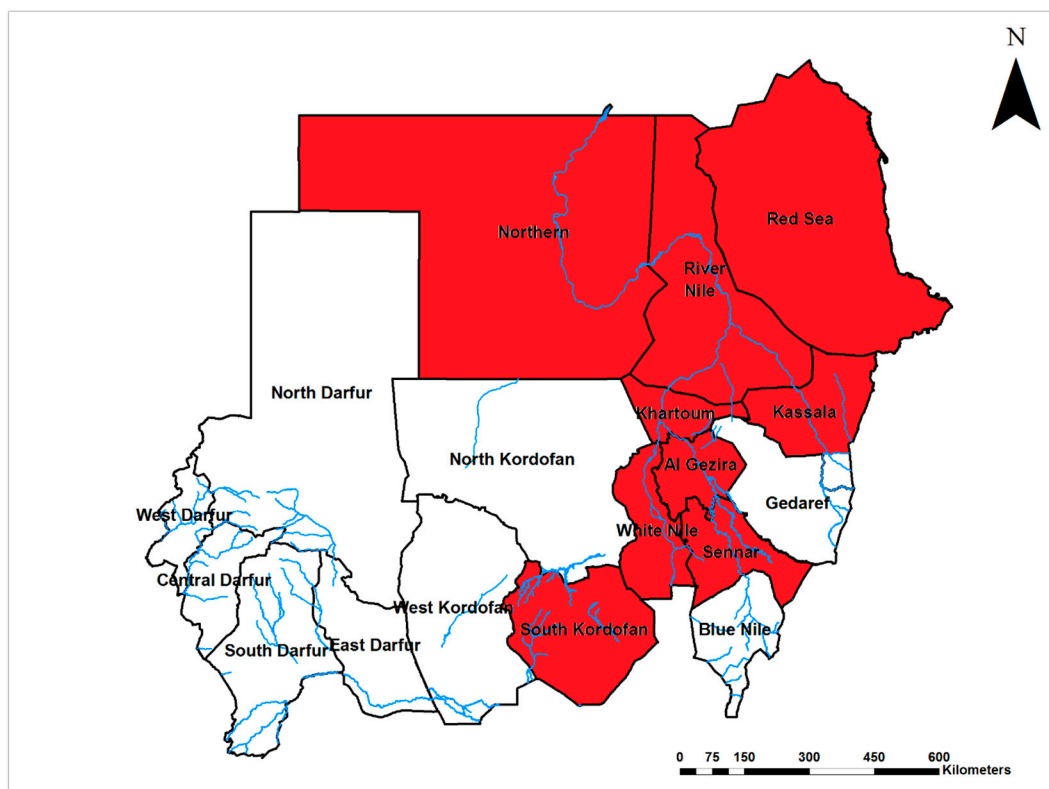 N
Red Sea
Northern
River
Nile
North Darfur
Khartoum
Kassala
North Kordofan
Al Gezira
Gedaref
West Darfur
White Nile
Sennar
Central Darfur
West Kordofan
South Kordofan
Blue Nile
South Darfur
East Darfur
0 75 150 300 450 600
Kilometers